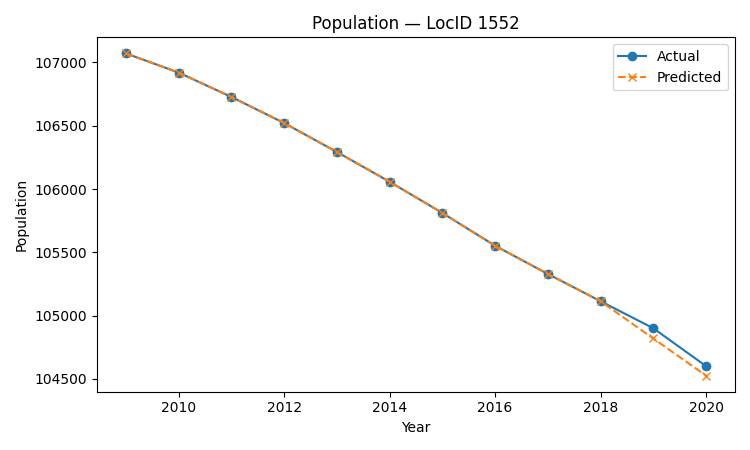 Population — LocID 1552
Actual
Predicted
107000
106500
106000
105500
105000
104500
Population
2010
2012
2014
2016
2018
2020
Year